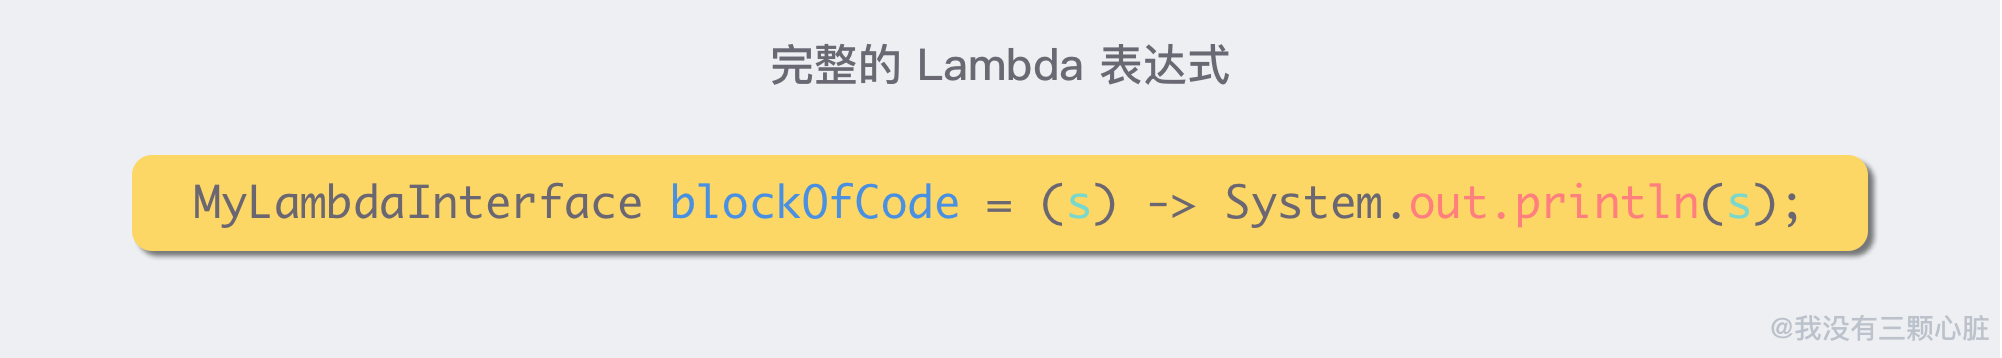 完整的 Lambda 表达式
MyLambdaInterface blockOfCode = (s) -> System.out.println(s);
@我没有三颗心脏